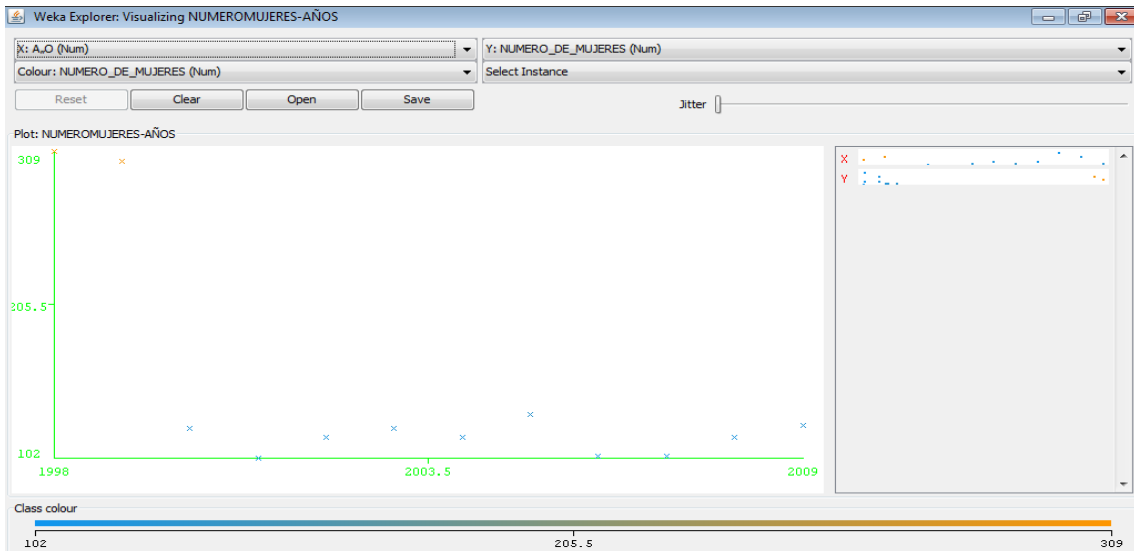 Weka Explorer: Visualizing NUMEROMUJERES-AÑOS
X: A„O (Num) Y: NUMERO_DE_MUJERES (Num)
Colour: NUMERO_DE_MUJERES (Num) Select Instance
Reset Clear Open Save Jitter
Plot: NUMEROMUJERES-AÑOS
309
205.5
102
1998 2003.5 2009
X
Y
Class colour
102 205.5 309